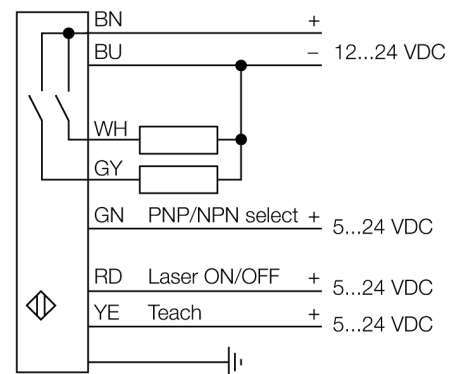 BN +
BU – 12...24 VDC
WH
GY
GN PNP/NPN select + 5...24 VDC
RD Laser ON/OFF + 5...24 VDC
YE Teach + 5...24 VDC